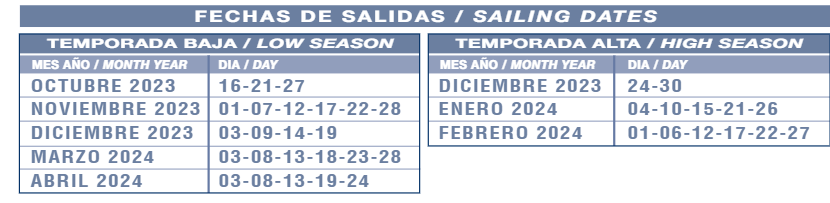 FECHAS DE SALIDAS / SAILING DATES
TEMPORADA BAJA / LOW SEASON
MES AÑO / MONTH YEAR DIA / DAY
OCTUBRE 2023 16-21-27
NOVIEMBRE 2023 01-07-12-17-22-28
DICIEMBRE 2023 03-09-14-19
MARZO 2024 03-08-13-18-23-28
ABRIL 2024 03-08-13-19-24
TEMPORADA ALTA / HIGH SEASON
MES AÑO / MONTH YEAR DIA / DAY
DICIEMBRE 2023 24-30
ENERO 2024 04-10-15-21-26
FEBRERO 2024 01-06-12-17-22-27